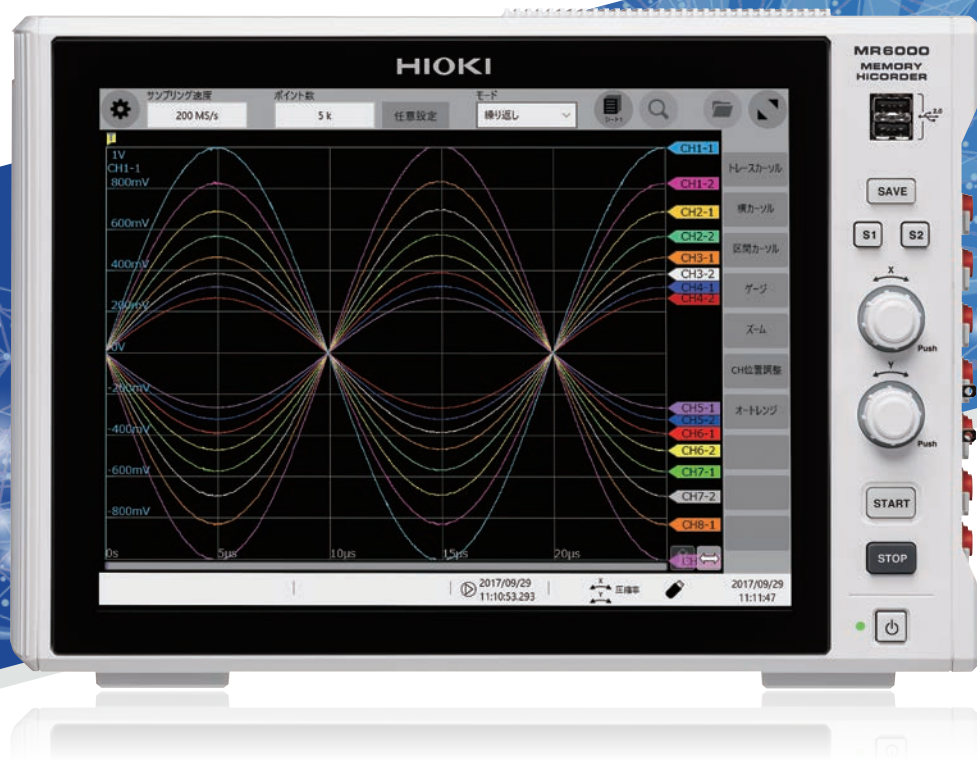 HIOKI
MR6000
MEMORY
HiCORDER
2.0
サンプリング速度
ポイント数
モード
200 MS/s
5 k
任意設定
繰り返し
シート1
1V
CH1-1
800mV
600mV
400mV
200mV
0V
-200mV
-400mV
-600mV
-800mV
0s
5μs
10μs
15μs
20μs
CH1-1
CH1-2
CH2-1
CH2-2
CH3-1
CH3-2
CH4-1
CH4-2
CH5-1
CH5-2
CH6-1
CH6-2
CH7-1
CH7-2
CH8-1
トレースカーソル
横カーソル
区間カーソル
ゲージ
ズーム
CH位置調整
オートレンジ
2017/09/29
11:10:53.293
X
Y
圧縮率
2017/09/29
11:11:47
SAVE
S1
S2
X
Push
Y
Push
START
STOP